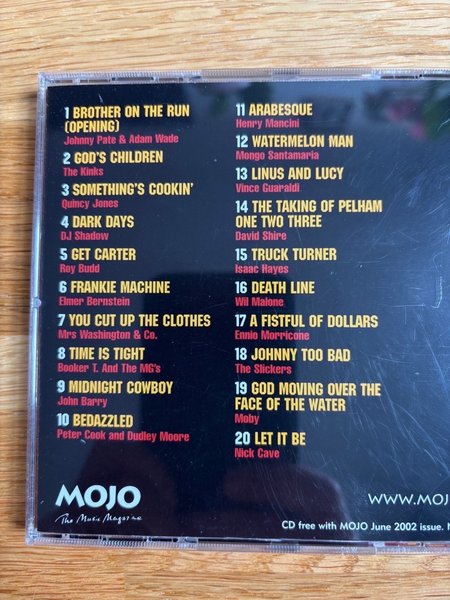 1 BROTHER ON THE RUN
(OPENING)
Johnny Pate & Adam Wade
2 GOD'S CHILDREN
The Kinks
3 SOMETHING'S COOKIN'
Quincy Jones
4 DARK DAYS
DJ Shadow
5 GET CARTER
Roy Budd
6 FRANKIE MACHINE
Elmer Bernstein
7 YOU CUT UP THE CLOTHES
Mrs Washington & Co.
8 TIME IS TIGHT
Booker T. And The MG's
9 MIDNIGHT COWBOY
John Barry
10 BEDAZZLED
Peter Cook and Dudley Moore
11 ARABESQUE
Henry Mancini
12 WATERMELON MAN
Mongo Santamaria
13 LINUS AND LUCY
Vince Guaraldi
14 THE TAKING OF PELHAM
ONE TWO THREE
David Shire
15 TRUCK TURNER
Isaac Hayes
16 DEATH LINE
Wil Malone
17 A FISTFUL OF DOLLARS
Ennio Morricone
18 JOHNNY TOO BAD
The Slickers
19 GOD MOVING OVER THE
FACE OF THE WATER
Moby
20 LET IT BE
Nick Cave
MOJO
The Music Magazine
WWW.MOJ
CD free with MOJO June 2002 issue. N